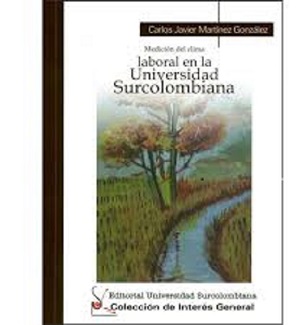 Carlos Javier Martínez González
Medición del clima
laboral en la
Universidad
Surcolombiana
Editorial Universidad Surcolombiana
Colección de Interés General